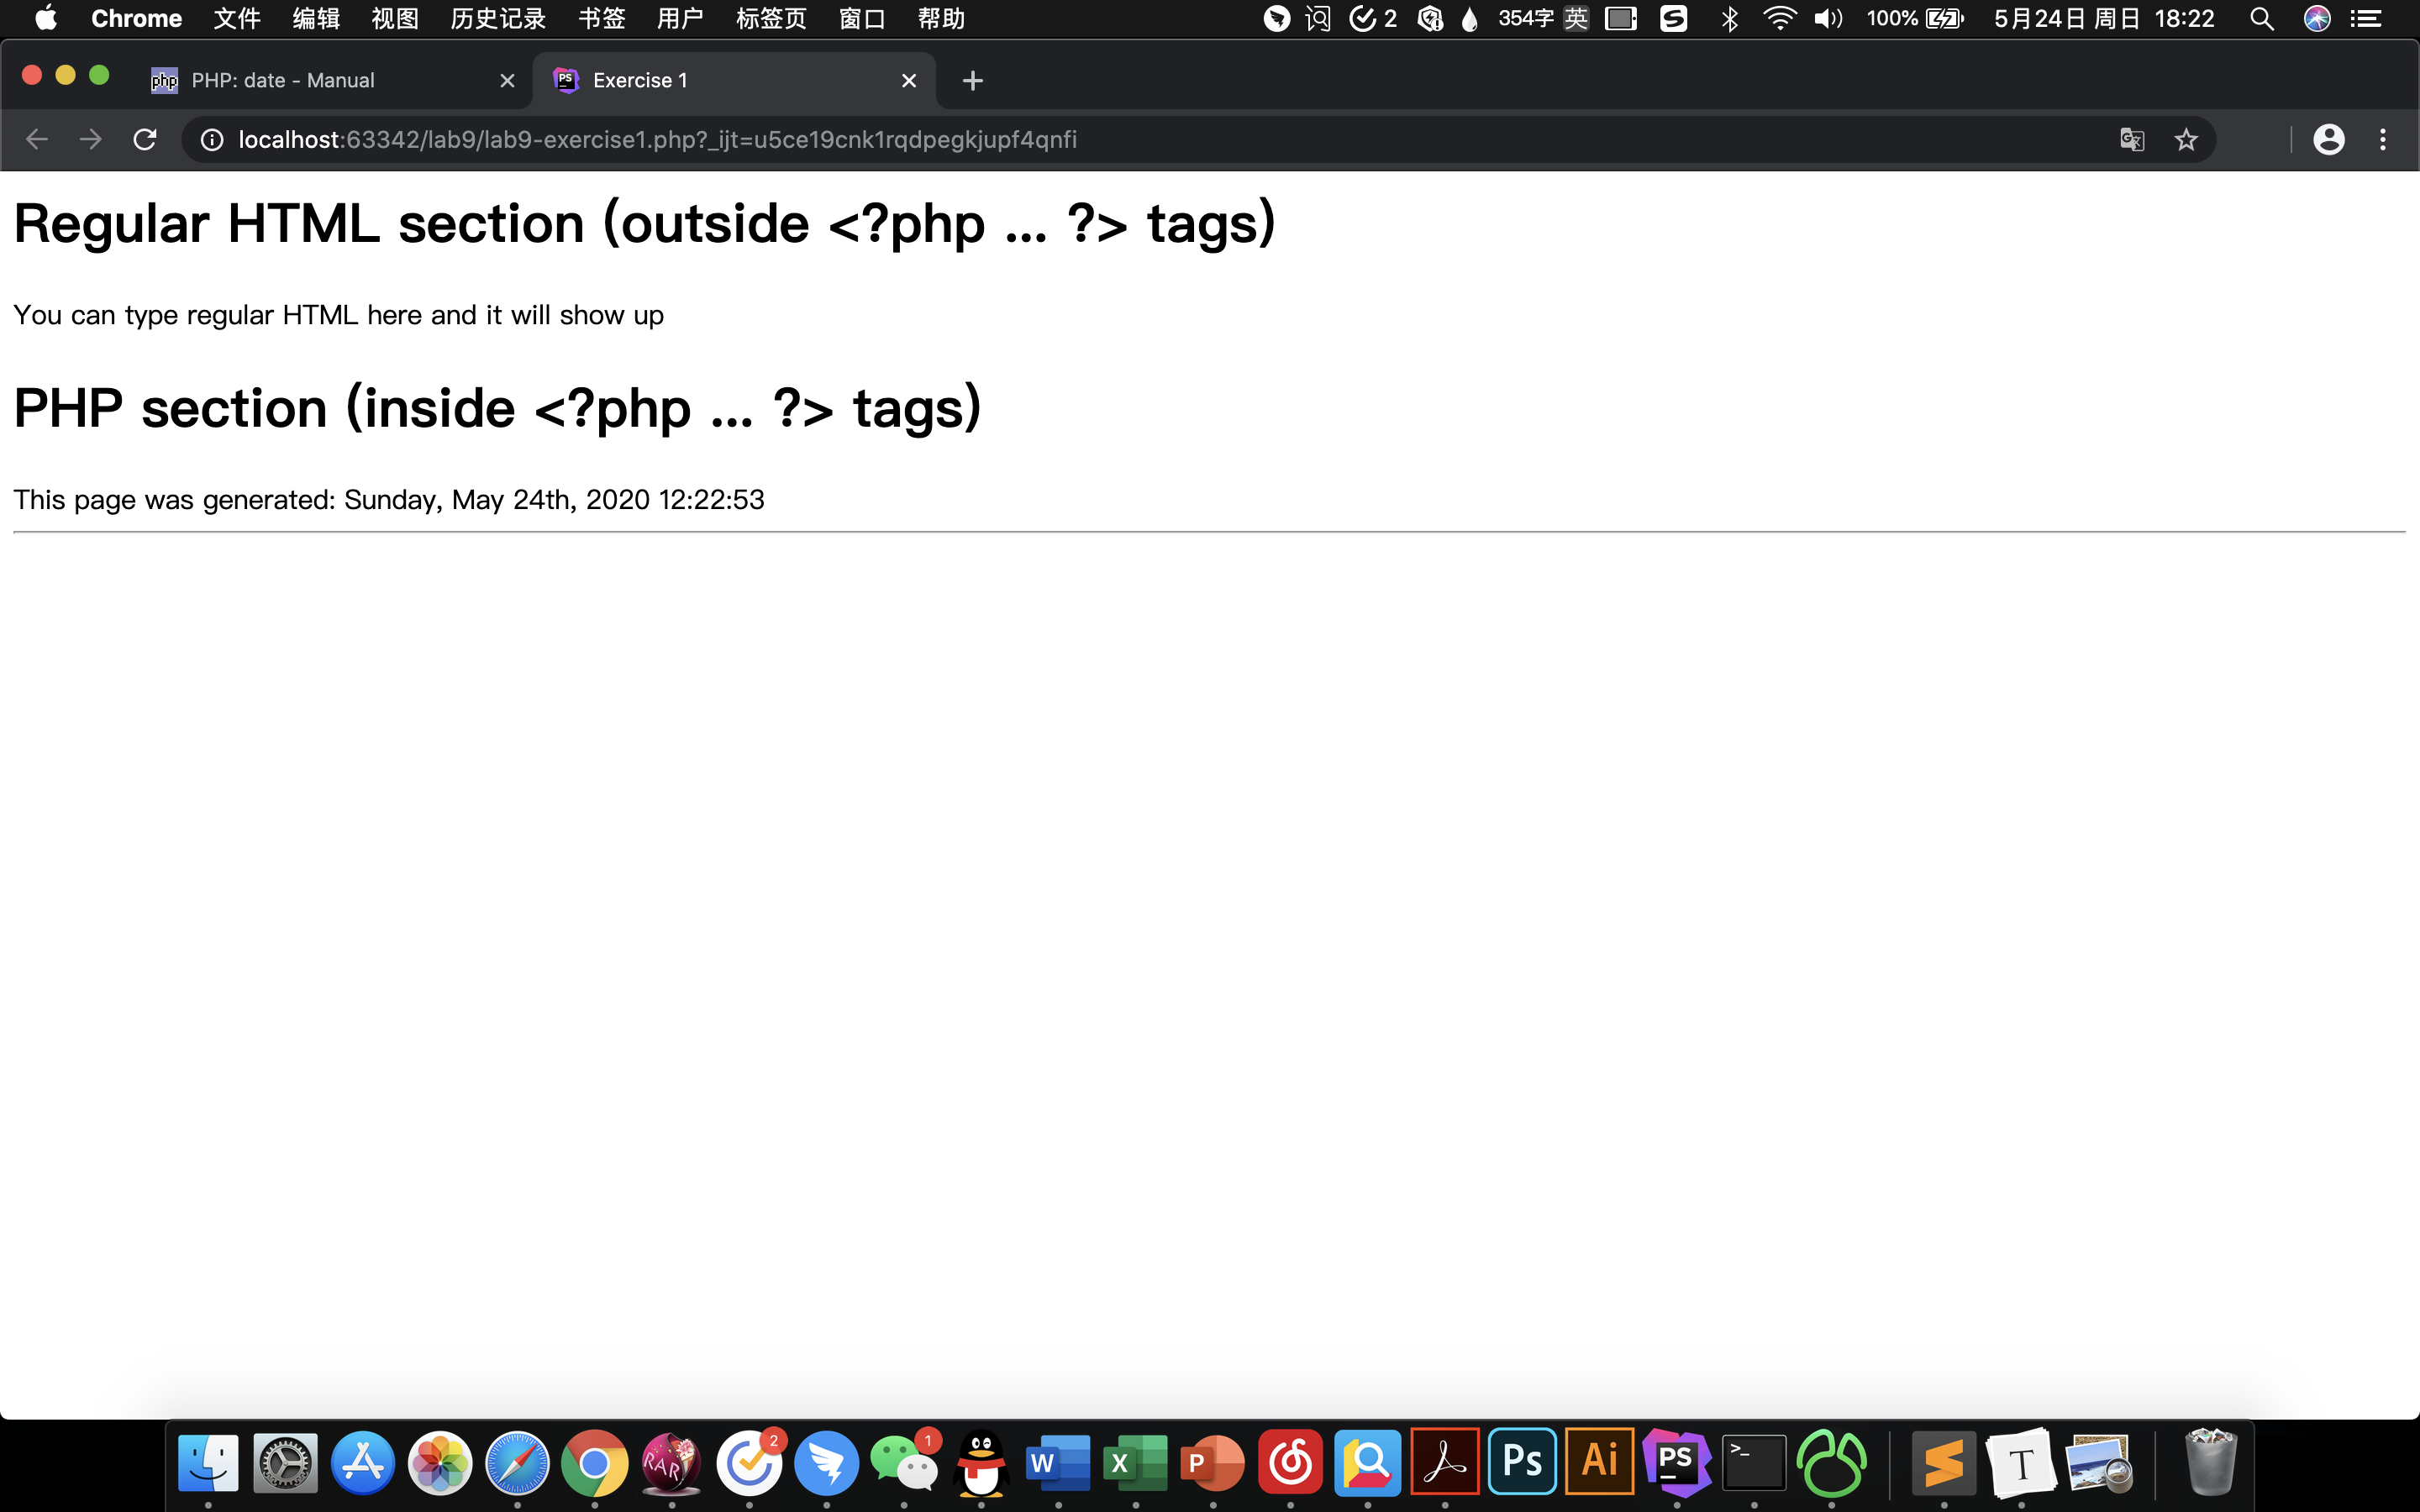 Chrome 文件 编辑 视图 历史记录 书签 用户 标签页 窗口 帮助 2 354字 英 100% 5月24日 周日 18:22
php PHP: date - Manual PS Exercise 1
localhost:63342/lab9/lab9-exercise1.php?_ijt=u5ce19cnk1rqdpegkjupf4qnfi
Regular HTML section (outside <?php ... ?> tags)
You can type regular HTML here and it will show up
PHP section (inside <?php ... ?> tags)
This page was generated: Sunday, May 24th, 2020 12:22:53
RAR 2 1 W X P Ps Ai PS >_ T